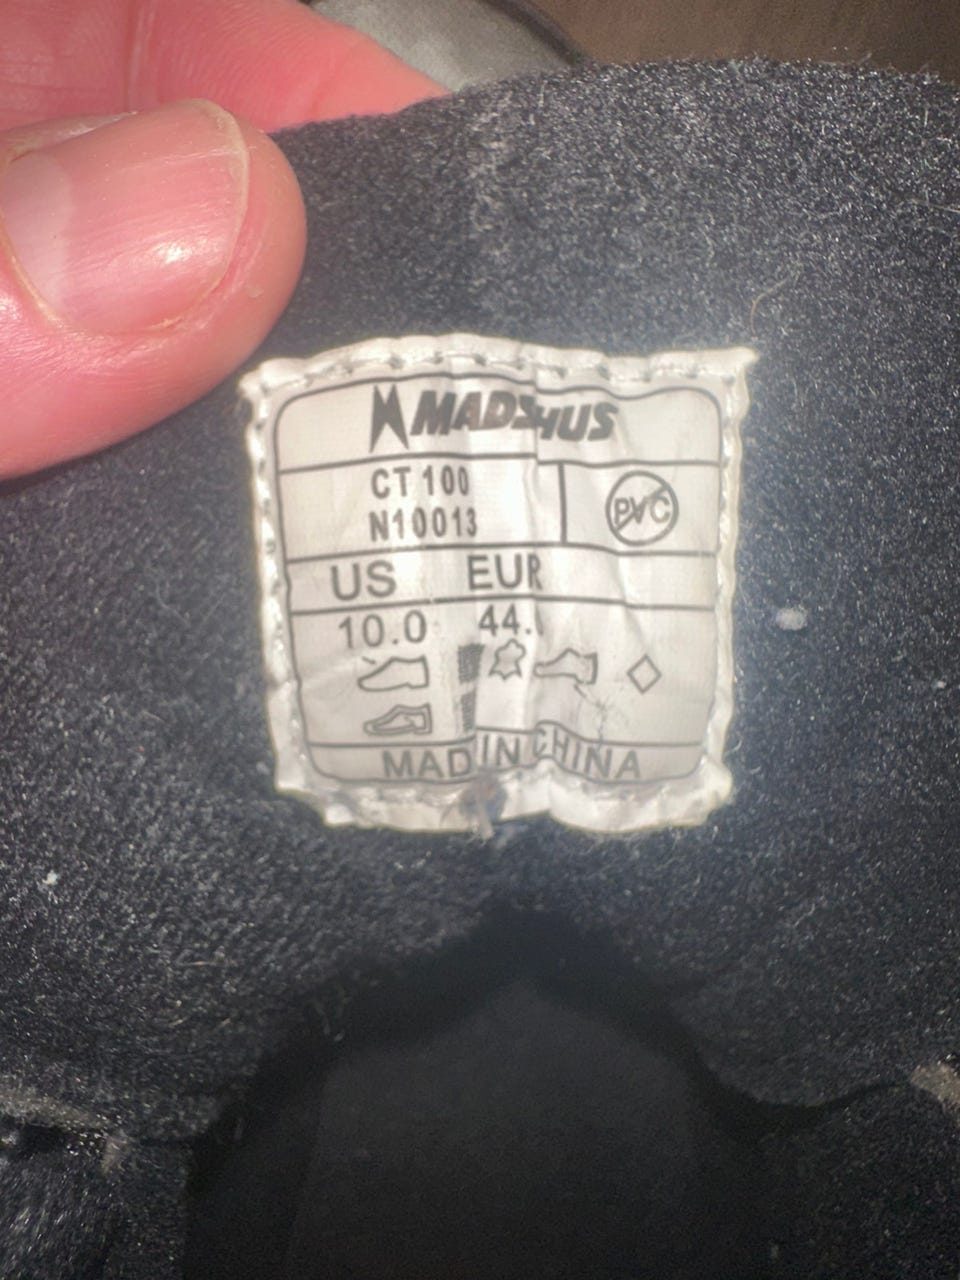 MADSHUS
CT 100
N10013
PVC
US EUR
10.0 44.
MADE IN CHINA